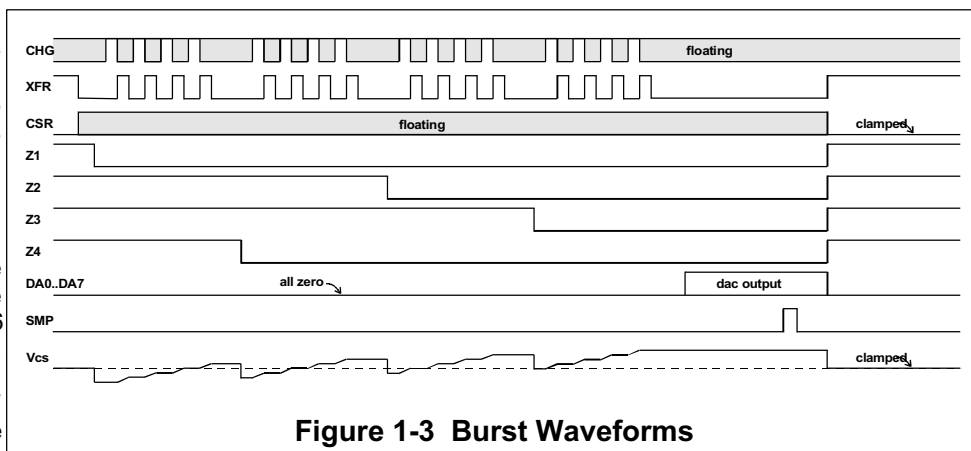 CHG floating
XFR
CSR floating clamped
Z1
Z2
Z3
Z4
DA0..DA7 all zero dac output
SMP
Vcs clamped
Figure 1-3 Burst Waveforms